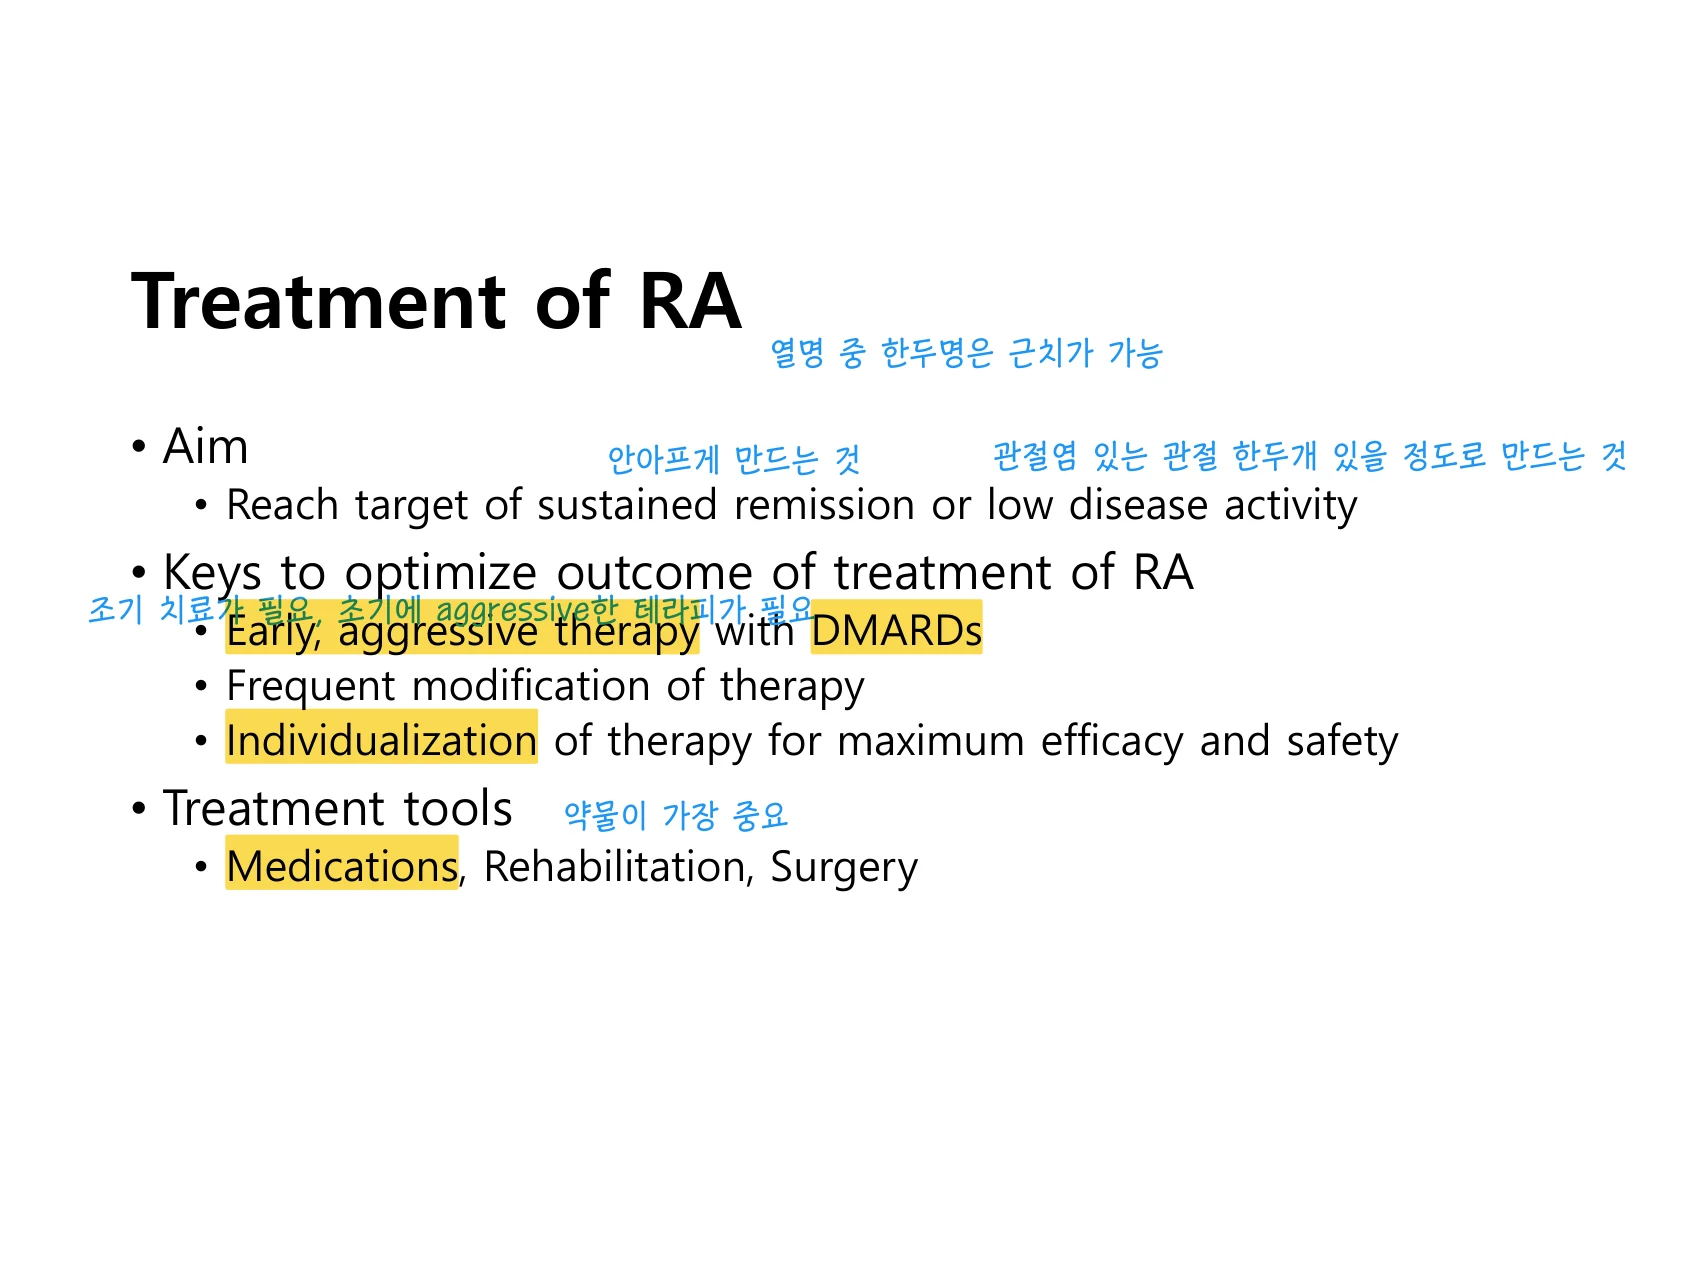 Treatment of RA
열명 중 한두명은 근치가 가능
• Aim
안아프게 만드는 것
관절염 있는 관절 한두개 있을 정도로 만드는 것
• Reach target of sustained remission or low disease activity
• Keys to optimize outcome of treatment of RA
조기 치료가 필요, 초기에 aggressive한 테라피가 필요
• Early, aggressive therapy with DMARDs
• Frequent modification of therapy
• Individualization of therapy for maximum efficacy and safety
• Treatment tools
약물이 가장 중요
• Medications, Rehabilitation, Surgery